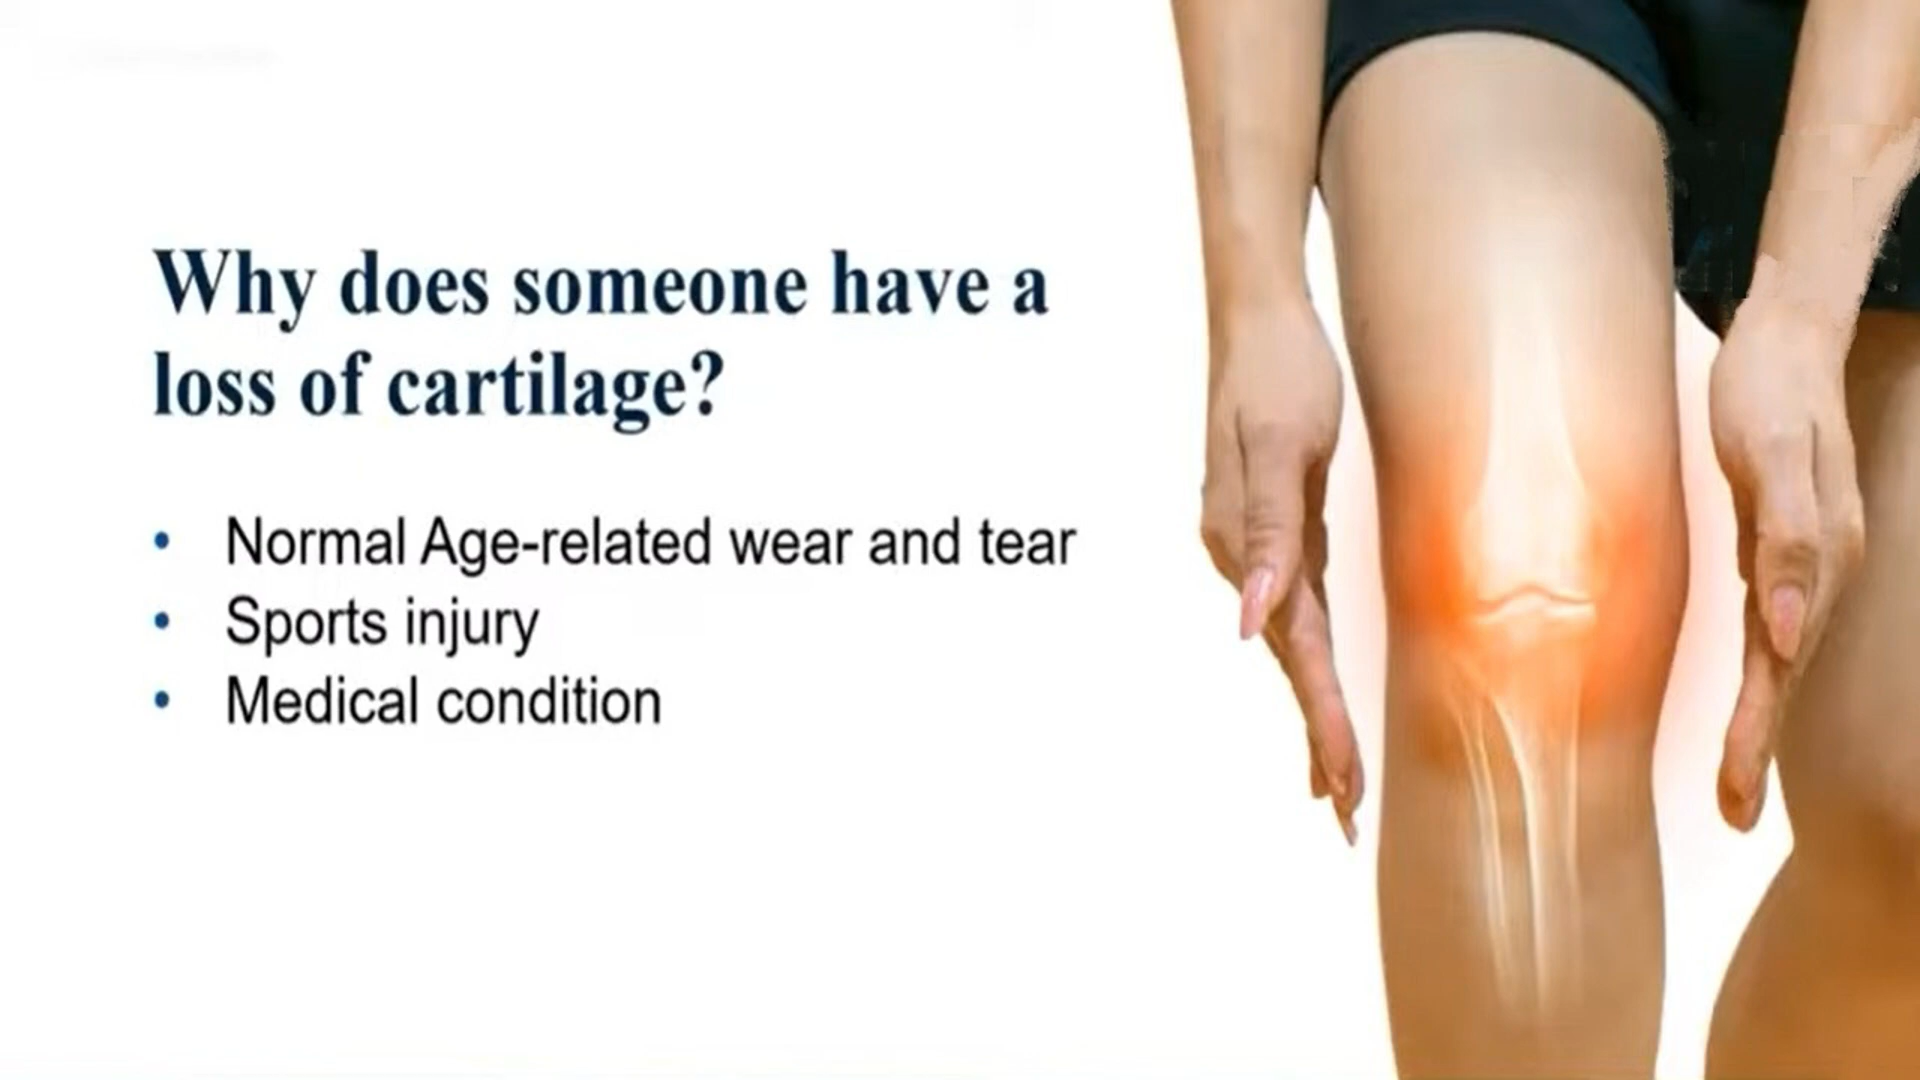 Why does someone have a
loss of cartilage?
• Normal Age-related wear and tear
• Sports injury
• Medical condition